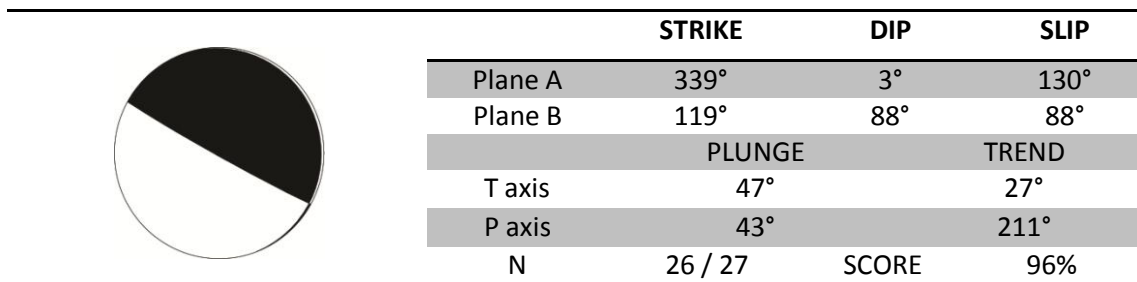 STRIKE DIP SLIP
Plane A 339° 3° 130°
Plane B 119° 88° 88°
PLUNGE TREND
T axis 47° 27°
P axis 43° 211°
N 26 / 27 SCORE 96%